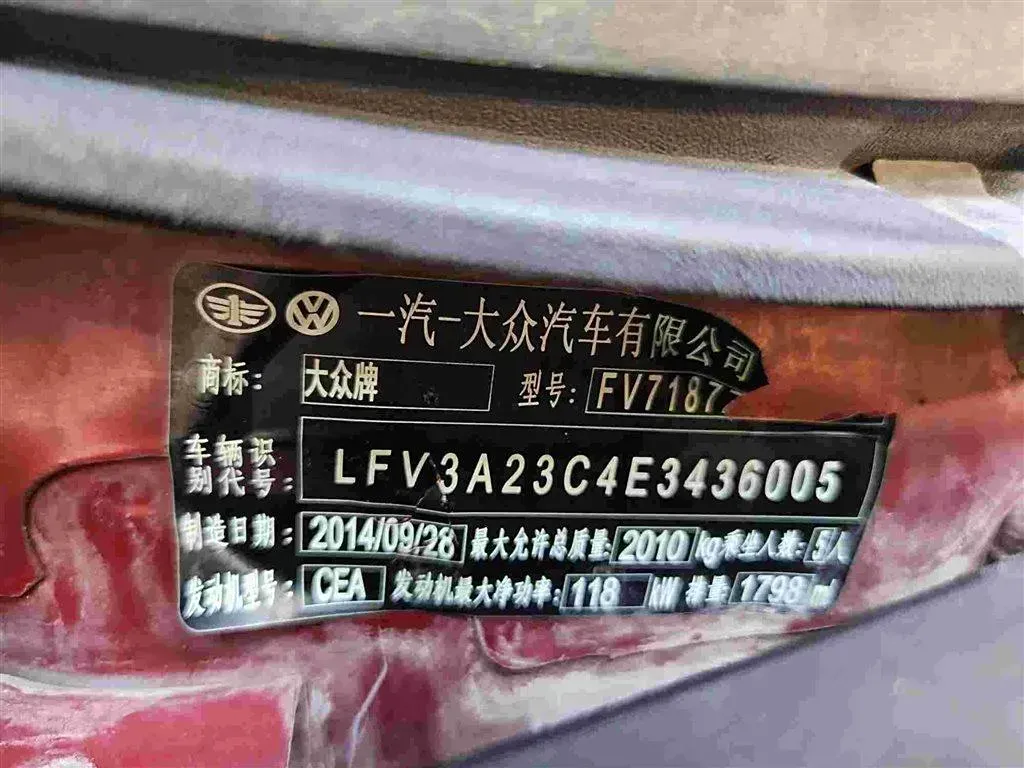 一汽-大众汽车有限公司
商标: 大众牌 型号: FV7187
车辆识别代号: LFV3A23C4E3436005
制造日期: 2014/09/28 最大允许总质量: 2010 kg 乘坐人数: 5人
发动机型号: CEA 发动机最大净功率: 118 kW 排量: 1798 ml